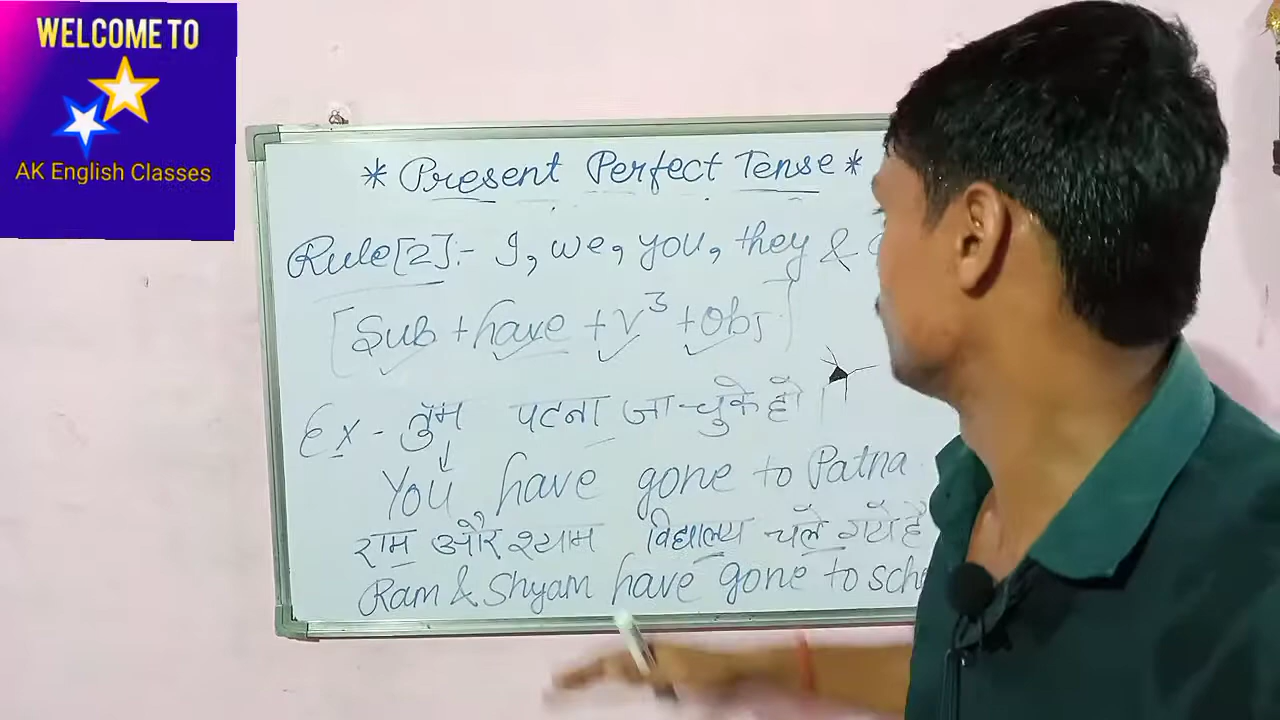 WELCOME TO
AK English Classes
* Present Perfect Tense *
Rule[2]:- I, we, you, they &
[Sub + have + V³ + Obj]
Ex - तुम पटना जा चुके हो।
You have gone to Patna
राम और श्याम विद्यालय चले गये है
Ram & Shyam have gone to